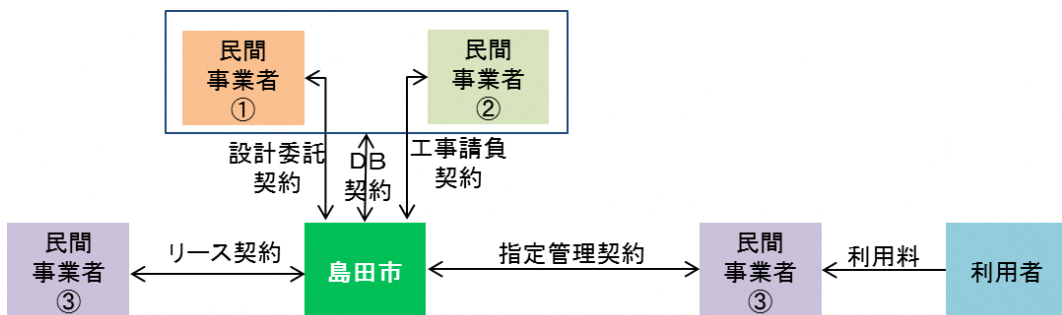 民間
事業者
①
民間
事業者
②
設計委託
契約
ＤＢ
契約
工事請負
契約
民間
事業者
③
リース契約
島田市
指定管理契約
民間
事業者
③
利用料
利用者